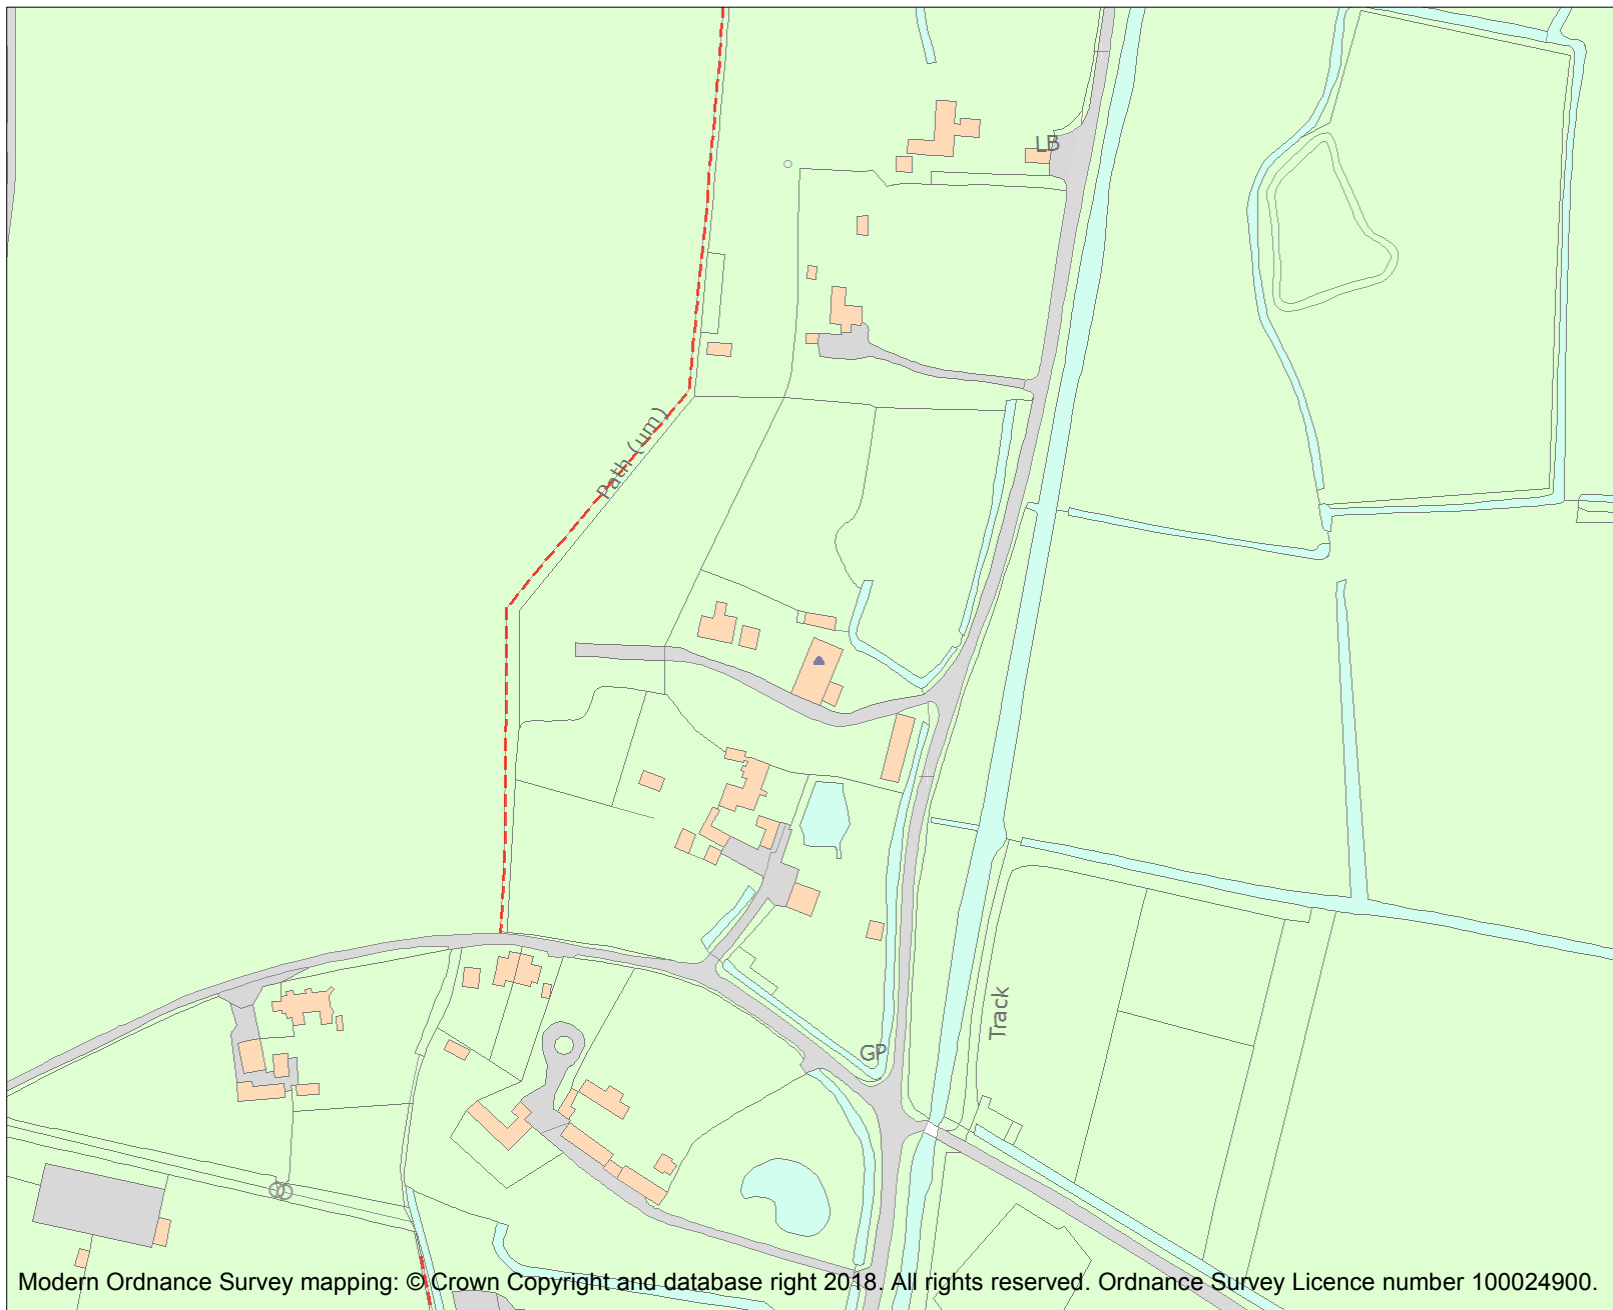 LB
Path (um)
Track
GP
Modern Ordnance Survey mapping: © Crown Copyright and database right 2018. All rights reserved. Ordnance Survey Licence number 100024900.